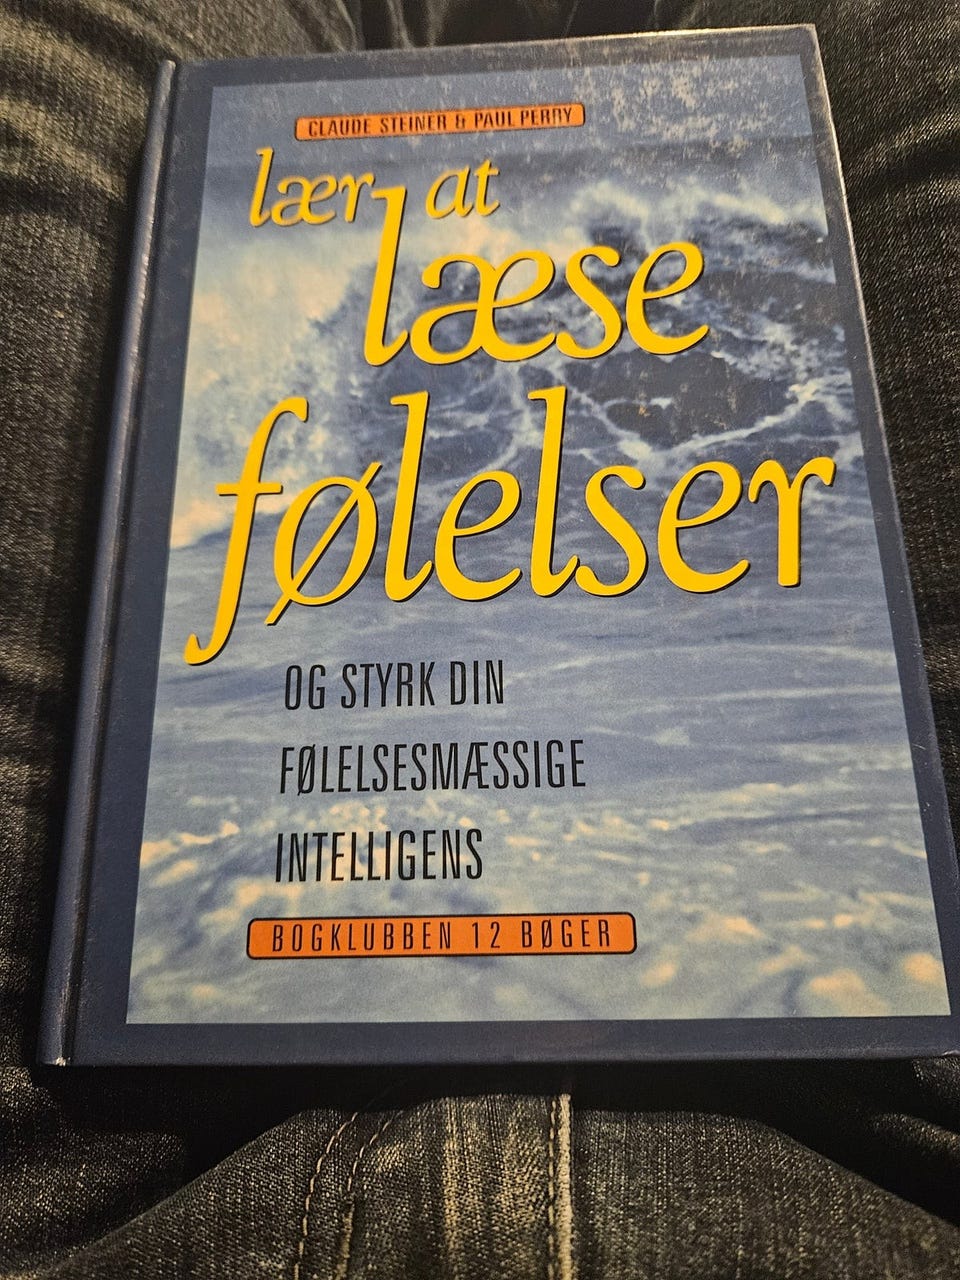 CLAUDE STEINER & PAUL PERRY
lær at
læse
følelser
OG STYRK DIN
FØLELSESMÆSSIGE
INTELLIGENS
BOGKLUBBEN 12 BØGER